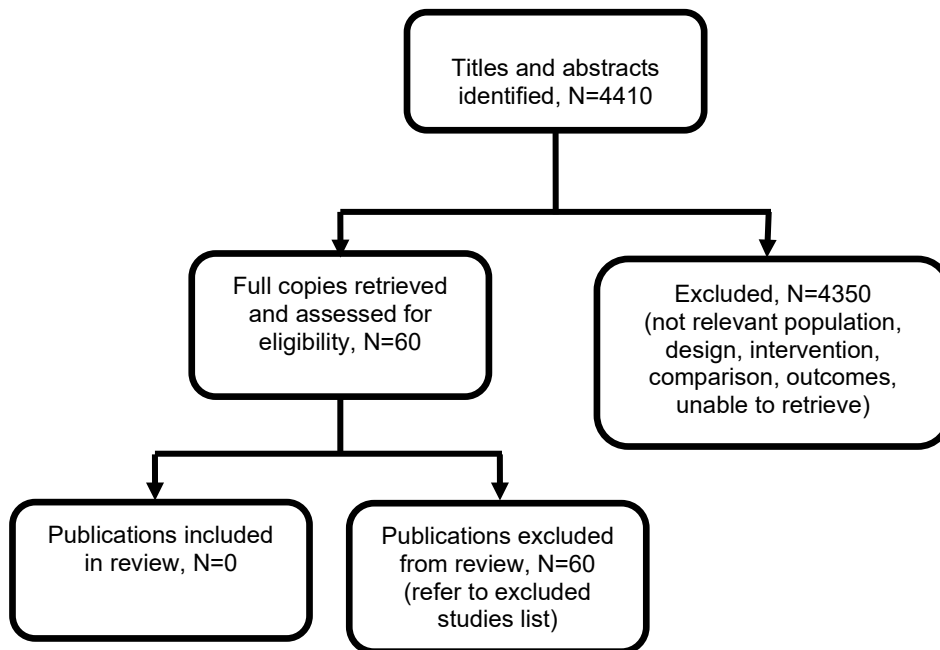 Titles and abstracts
identified, N=4410
Full copies retrieved
and assessed for
eligibility, N=60
Excluded, N=4350
(not relevant population,
design, intervention,
comparison, outcomes,
unable to retrieve)
Publications included
in review, N=0
Publications excluded
from review, N=60
(refer to excluded
studies list)